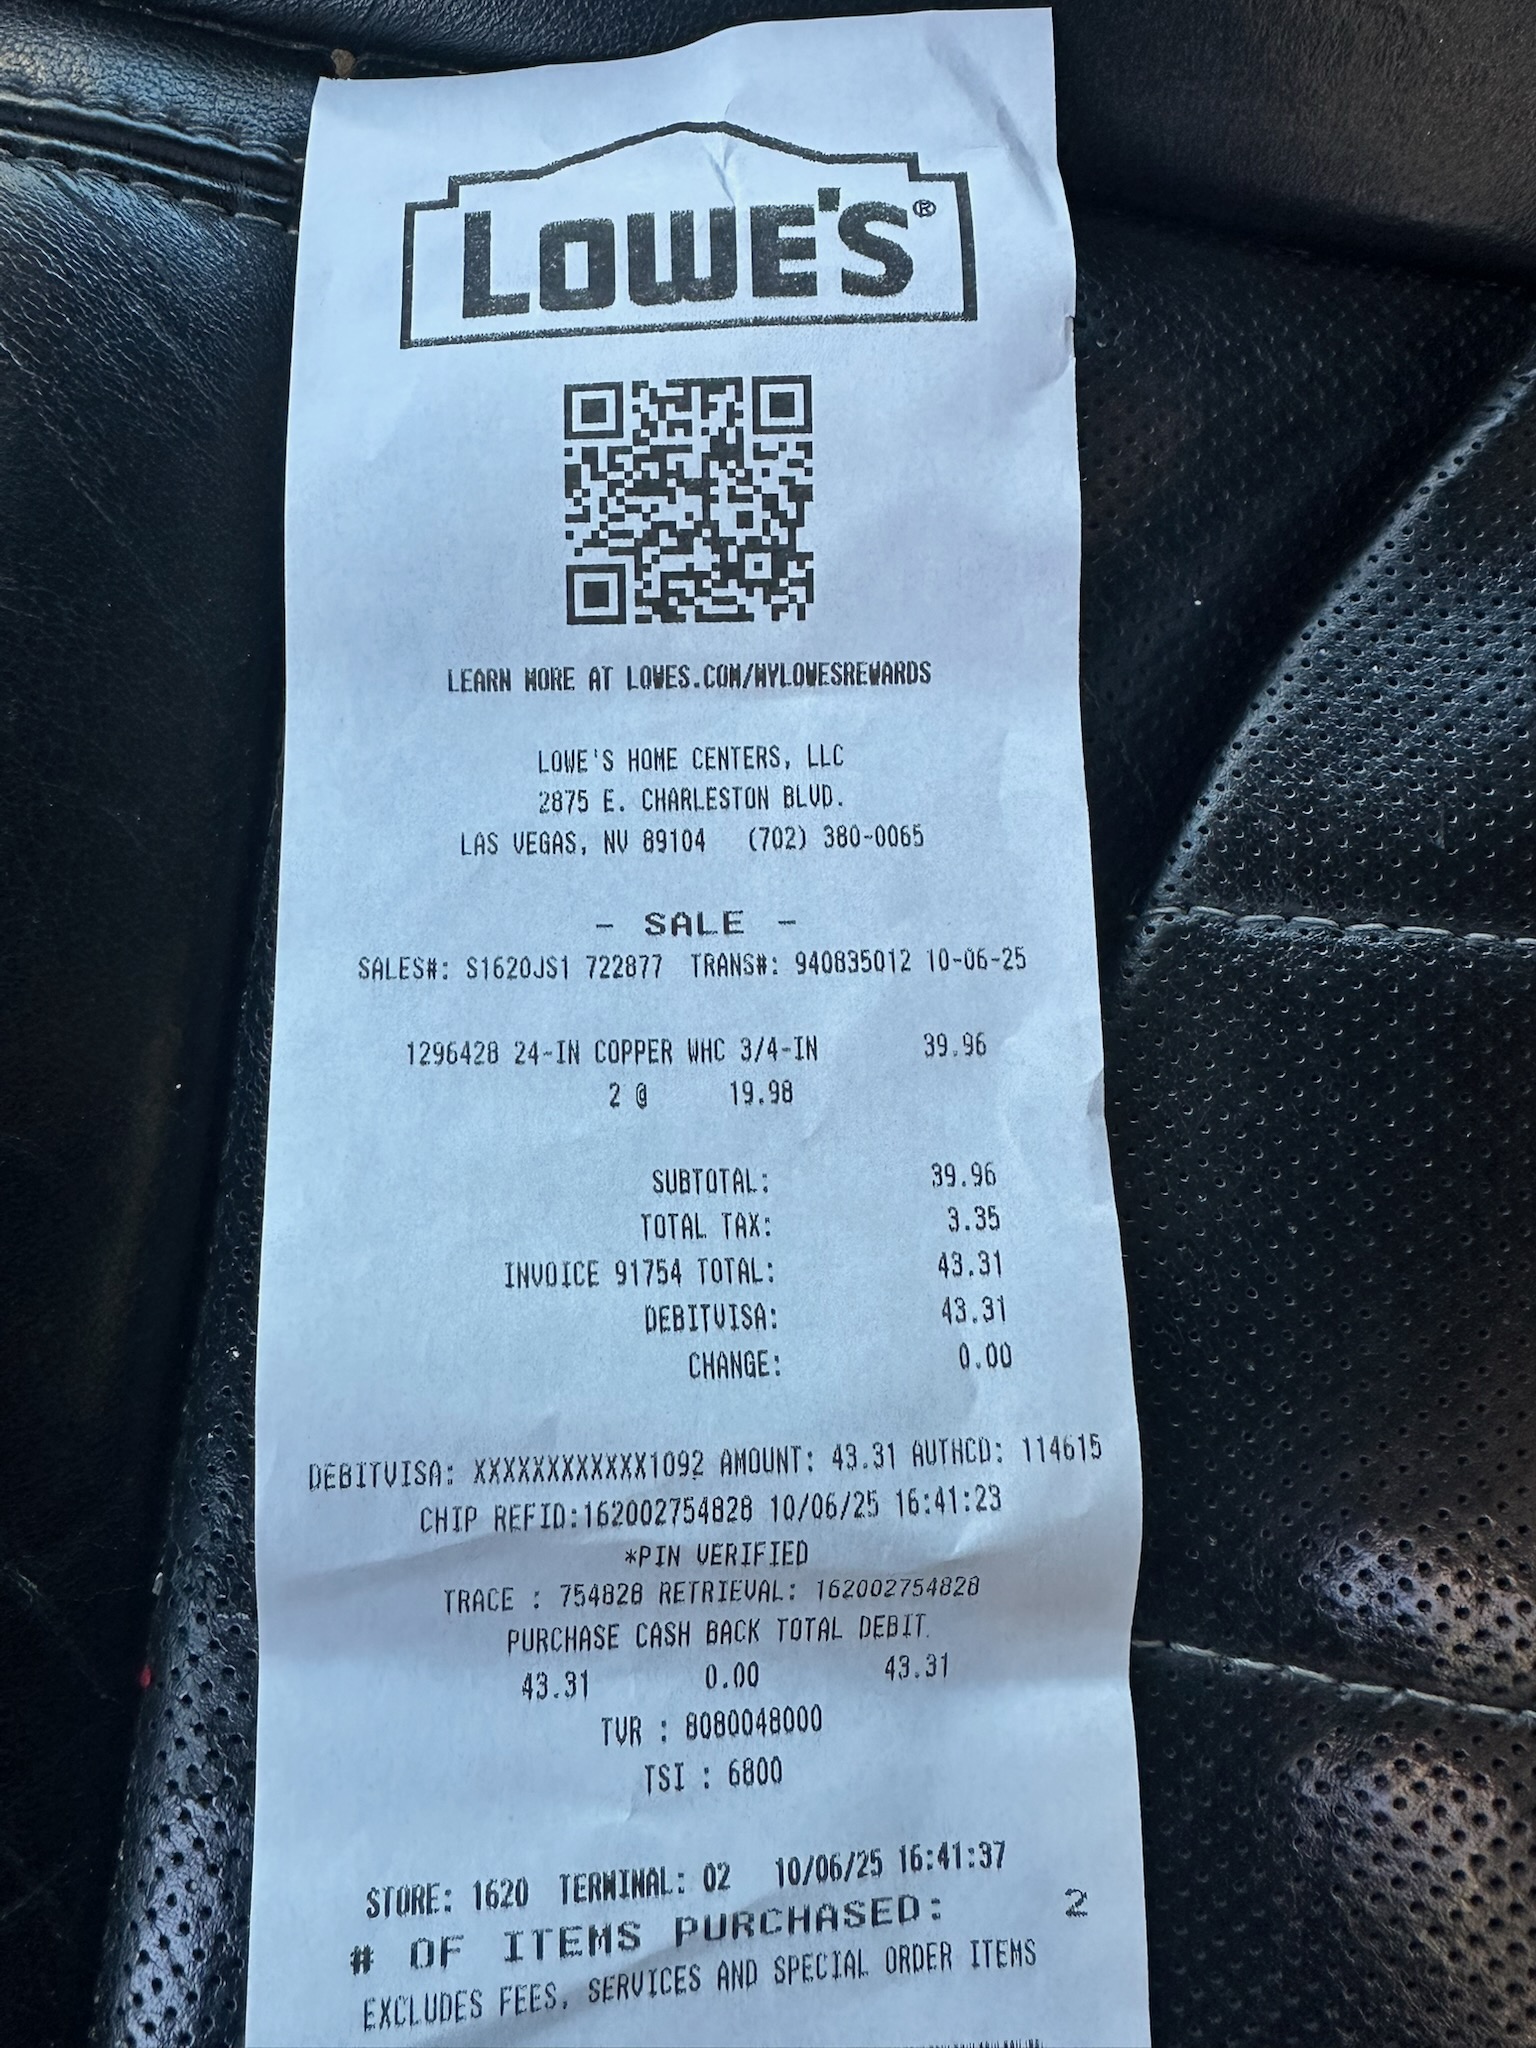 LOWE'S®
LEARN MORE AT LOWES.COM/MYLOWESREWARDS
LOWE'S HOME CENTERS, LLC
2875 E. CHARLESTON BLVD.
LAS VEGAS, NV 89104 (702) 380-0065
- SALE -
SALES#: S1620JS1 722877 TRANS#: 940835012 10-06-25
1296428 24-IN COPPER WHC 3/4-IN 39.96
2 @ 19.98
SUBTOTAL: 39.96
TOTAL TAX: 3.35
INVOICE 91754 TOTAL: 43.31
DEBITVISA: 43.31
CHANGE: 0.00
DEBITVISA: XXXXXXXXXXXX1092 AMOUNT: 43.31 AUTHCD: 114615
CHIP REFID:162002754828 10/06/25 16:41:23
*PIN VERIFIED
TRACE : 754828 RETRIEVAL: 162002754828
PURCHASE CASH BACK TOTAL DEBIT
43.31 0.00 43.31
TVR : 8080048000
TSI : 6800
STORE: 1620 TERMINAL: 02 10/06/25 16:41:37
# OF ITEMS PURCHASED: 2
EXCLUDES FEES, SERVICES AND SPECIAL ORDER ITEMS